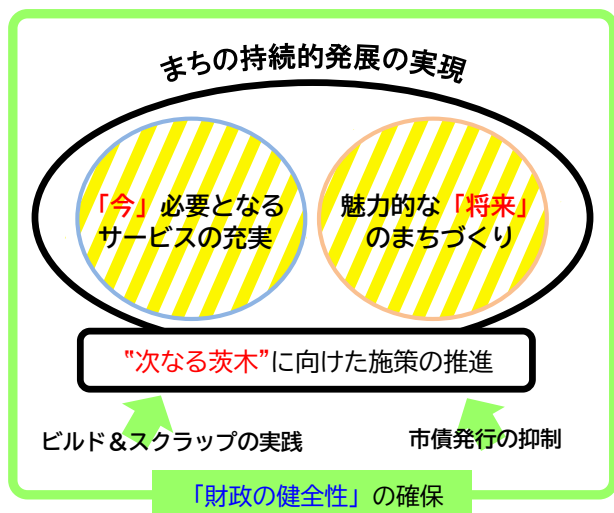 まちの持続的発展の実現
「今」必要となる
サービスの充実
魅力的な「将来」
のまちづくり
“次なる茨木”に向けた施策の推進
ビルド＆スクラップの実践
市債発行の抑制
「財政の健全性」の確保